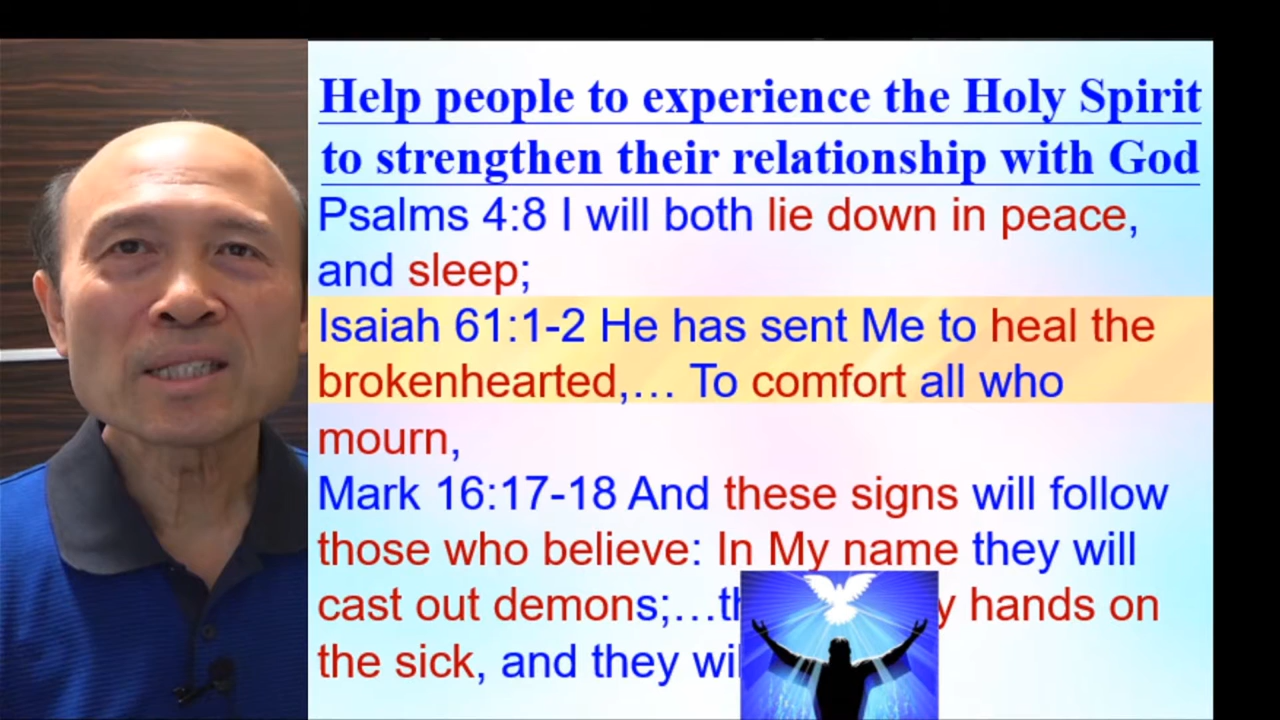 Help people to experience the Holy Spirit
to strengthen their relationship with God
Psalms 4:8 I will both lie down in peace,
and sleep;
Isaiah 61:1-2 He has sent Me to heal the
brokenhearted,… To comfort all who
mourn,
Mark 16:17-18 And these signs will follow
those who believe: In My name they will
cast out demons;… hands on
the sick, and they